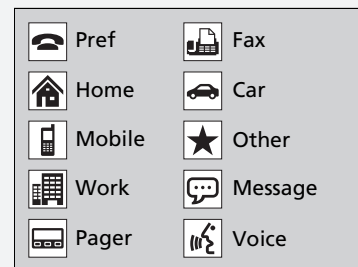 Pref
Home
Mobile
Work
Pager
Fax
Car
Other
Message
Voice